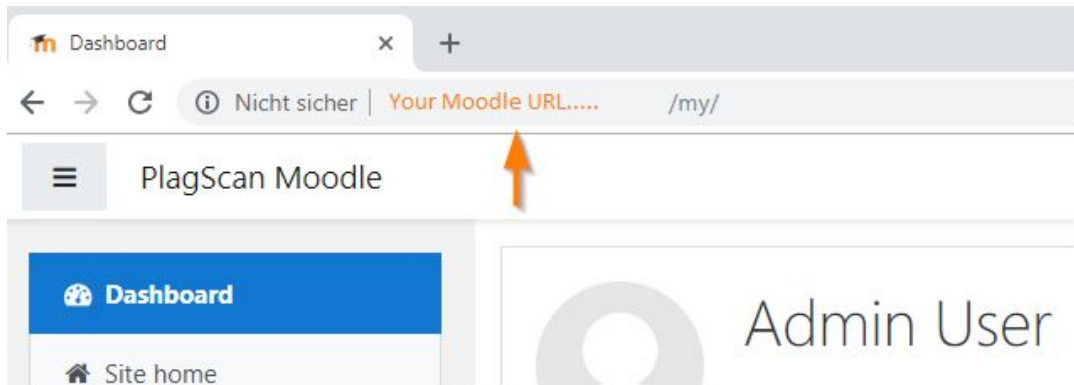 Dashboard
Nicht sicher | Your Moodle URL..... /my/
PlagScan Moodle
Dashboard
Admin User
Site home